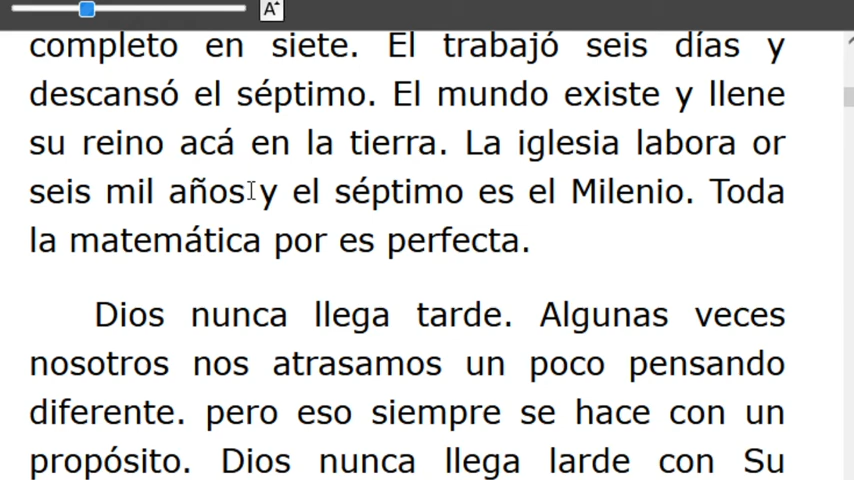 A
completo en siete. El trabajó seis días y
descansó el séptimo. El mundo existe y llene
su reino acá en la tierra. La iglesia labora or
seis mil años y el séptimo es el Milenio. Toda
la matemática por es perfecta.
Dios nunca llega tarde. Algunas veces
nosotros nos atrasamos un poco pensando
diferente. pero eso siempre se hace con un
propósito. Dios nunca llega larde con Su